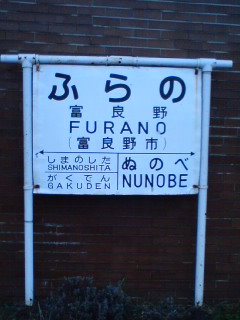 ふらの
富良野
FURANO
(富良野市)
しまのした
SHIMANOSHITA
がくでん
GAKUDEN
ぬのべ
NUNOBE